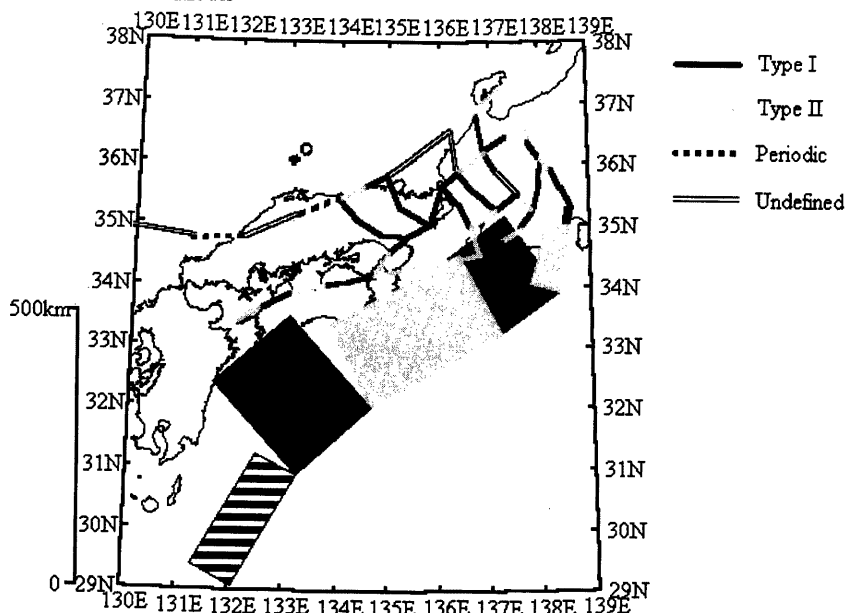 130E 131E 132E 133E 134E 135E 136E 137E 138E 139E
38N 38N
37N 37N
36N 36N
35N 35N
34N 34N
33N 33N
32N 32N
31N 31N
30N 30N
29N 29N
130E 131E 132E 133E 134E 135E 136E 137E 138E 139E
500km
0
Type I
Type II
Periodic
Undefined